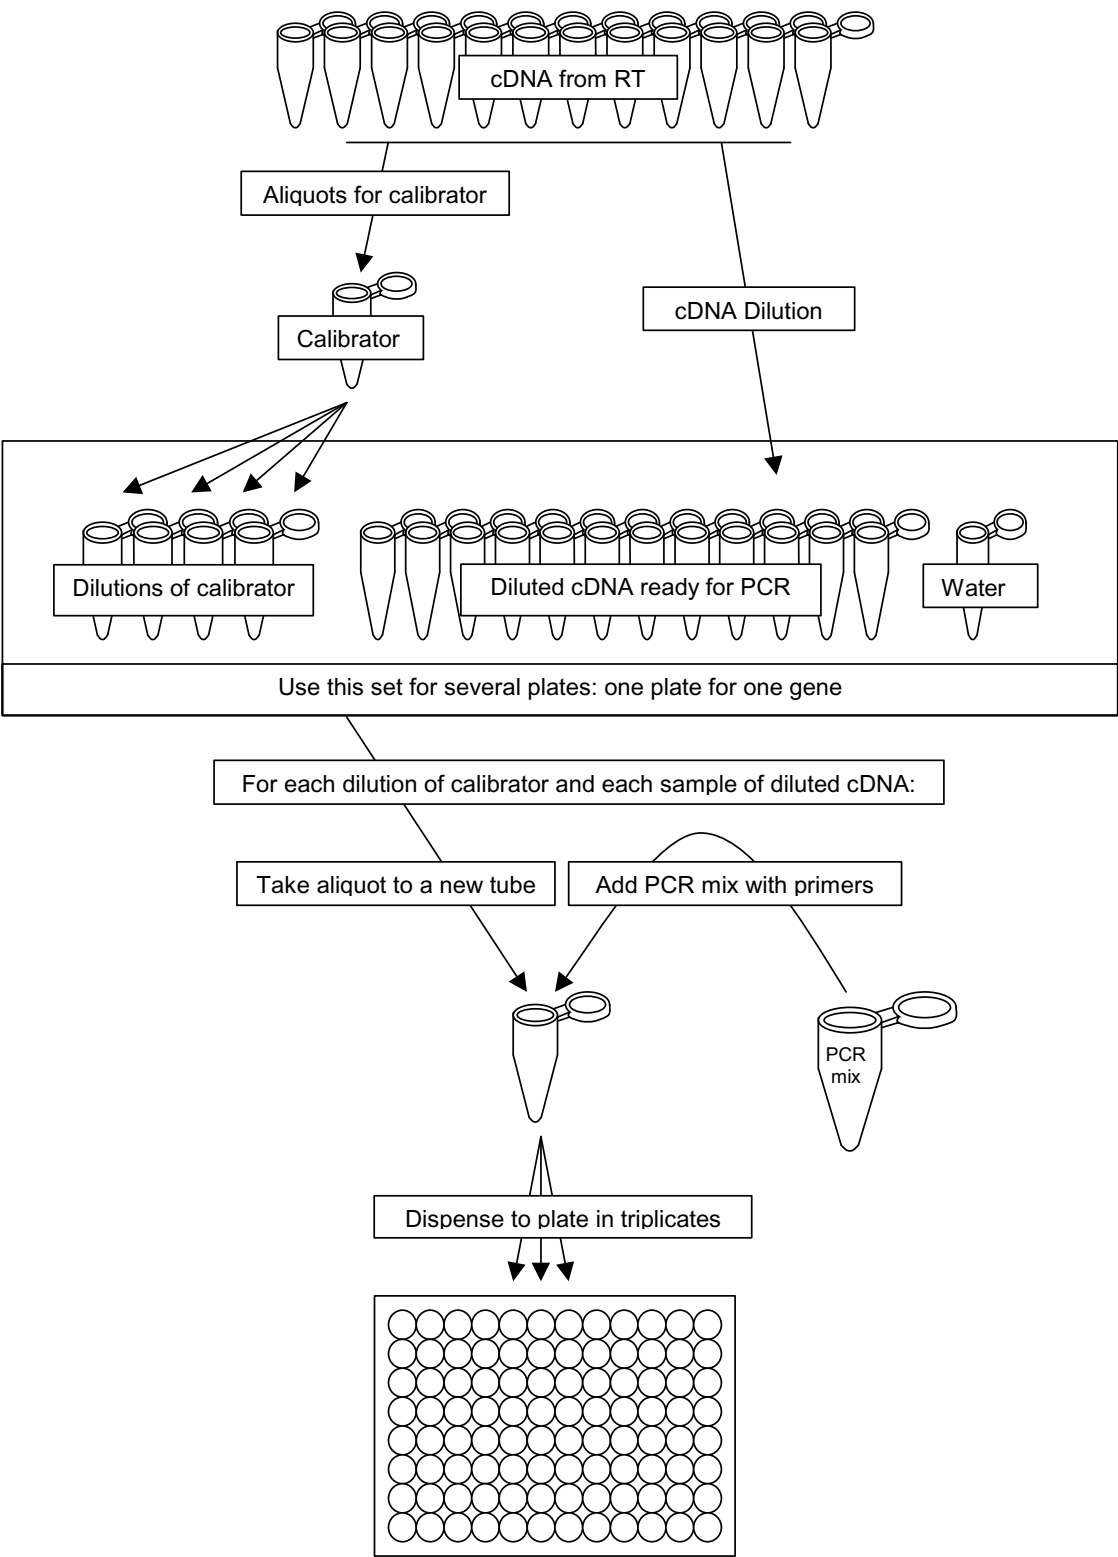 cDNA from RT
Aliquots for calibrator
cDNA Dilution
Calibrator
Dilutions of calibrator
Diluted cDNA ready for PCR
Water
Use this set for several plates: one plate for one gene
For each dilution of calibrator and each sample of diluted cDNA:
Take aliquot to a new tube
Add PCR mix with primers
PCR
mix
Dispense to plate in triplicates